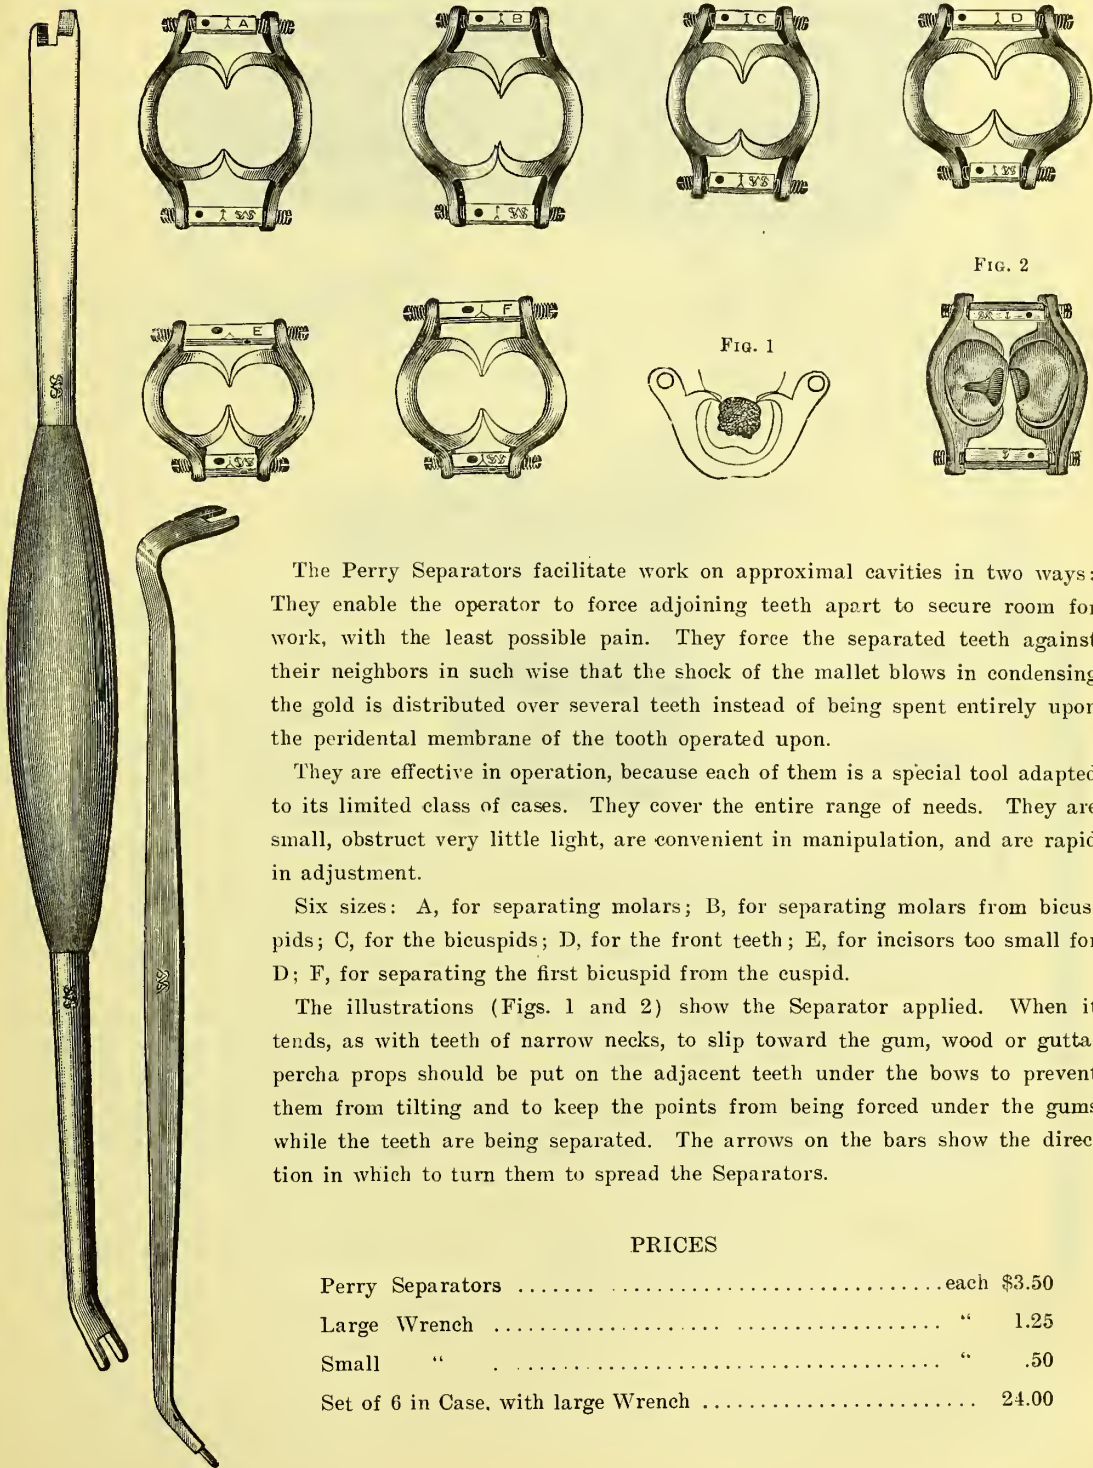 A
B
C
D
FIG. 2
E
F
FIG. 1
The Perry Separators facilitate work on approximal cavities in two ways:
They enable the operator to force adjoining teeth apart to secure room for
work, with the least possible pain. They force the separated teeth against
their neighbors in such wise that the shock of the mallet blows in condensing
the gold is distributed over several teeth instead of being spent entirely upon
the peridental membrane of the tooth operated upon.
They are effective in operation, because each of them is a special tool adapted
to its limited class of cases. They cover the entire range of needs. They are
small, obstruct very little light, are convenient in manipulation, and are rapid
in adjustment.
Six sizes: A, for separating molars; B, for separating molars from bicus-
pids; C, for the bicuspids; D, for the front teeth; E, for incisors too small for
D; F, for separating the first bicuspid from the cuspid.
The illustrations (Figs. 1 and 2) show the Separator applied. When it
tends, as with teeth of narrow necks, to slip toward the gum, wood or gutta-
percha props should be put on the adjacent teeth under the bows to prevent
them from tilting and to keep the points from being forced under the gums
while the teeth are being separated. The arrows on the bars show the direc-
tion in which to turn them to spread the Separators.
PRICES
Perry Separators ........................................ each $3.50
Large Wrench ........................................ “ 1.25
Small “ ........................................ “ .50
Set of 6 in Case, with large Wrench ......................... 24.00